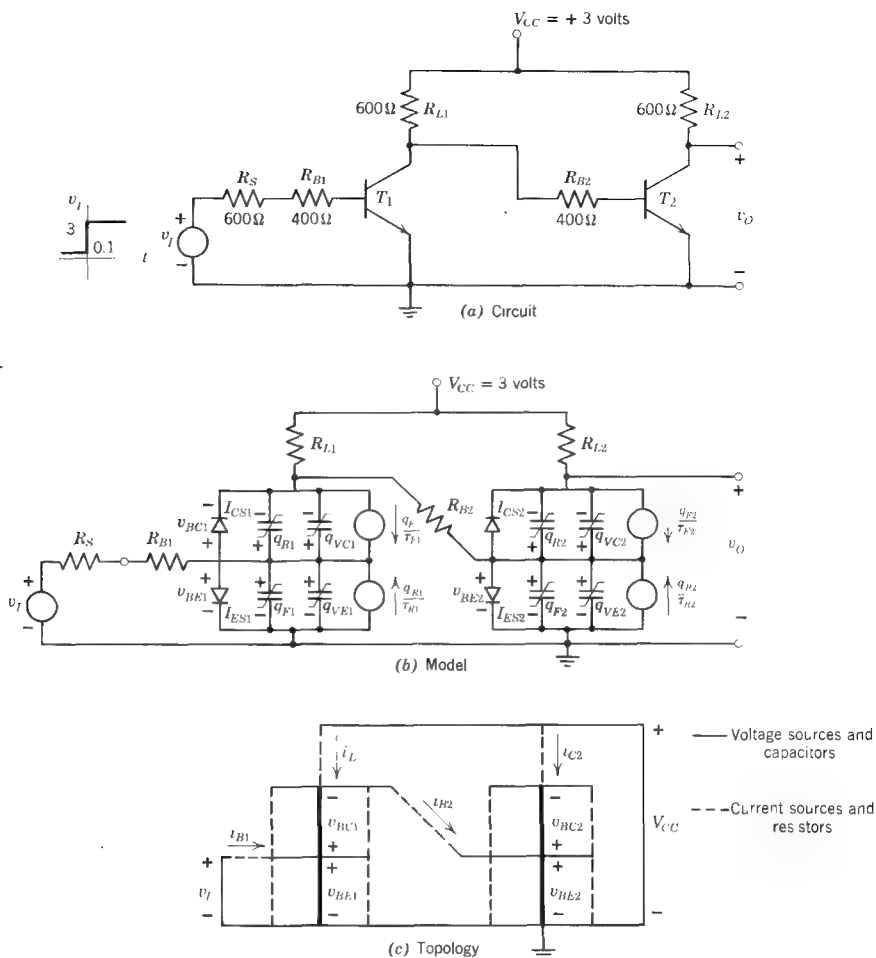 V_CC = + 3 volts
600Ω R_L1
600Ω R_L2
R_S R_B1 T_1
600Ω 400Ω
R_B2 T_2
400Ω
v_I
3
0.1
t
+
v_I
−
+
v_O
−
(a) Circuit
V_CC = 3 volts
R_L1
R_L2
R_B2
R_S R_B1
+
v_I
−
−
v_BC1
+
+
v_BE1
−
I_CS1
I_ES1
− q_R1 +
− q_VC1 +
+ q_F1 −
+ q_VE1 −
q_F/τ_F1
q_R1/τ_R1
+
v_BE2
−
I_CS2
I_ES2
− q_R2 +
− q_VC2 +
+ q_F2 −
+ q_VE2 −
q_F2/τ_F2
q_R2/τ_R2
+
v_O
−
(b) Model
i_L
i_C2
i_B2
i_B1
−
v_BC1
+
+
v_BE1
−
−
v_BC2
+
+
v_BE2
−
+
v_I
−
+
V_CC
−
Voltage sources and
capacitors
Current sources and
resistors
(c) Topology